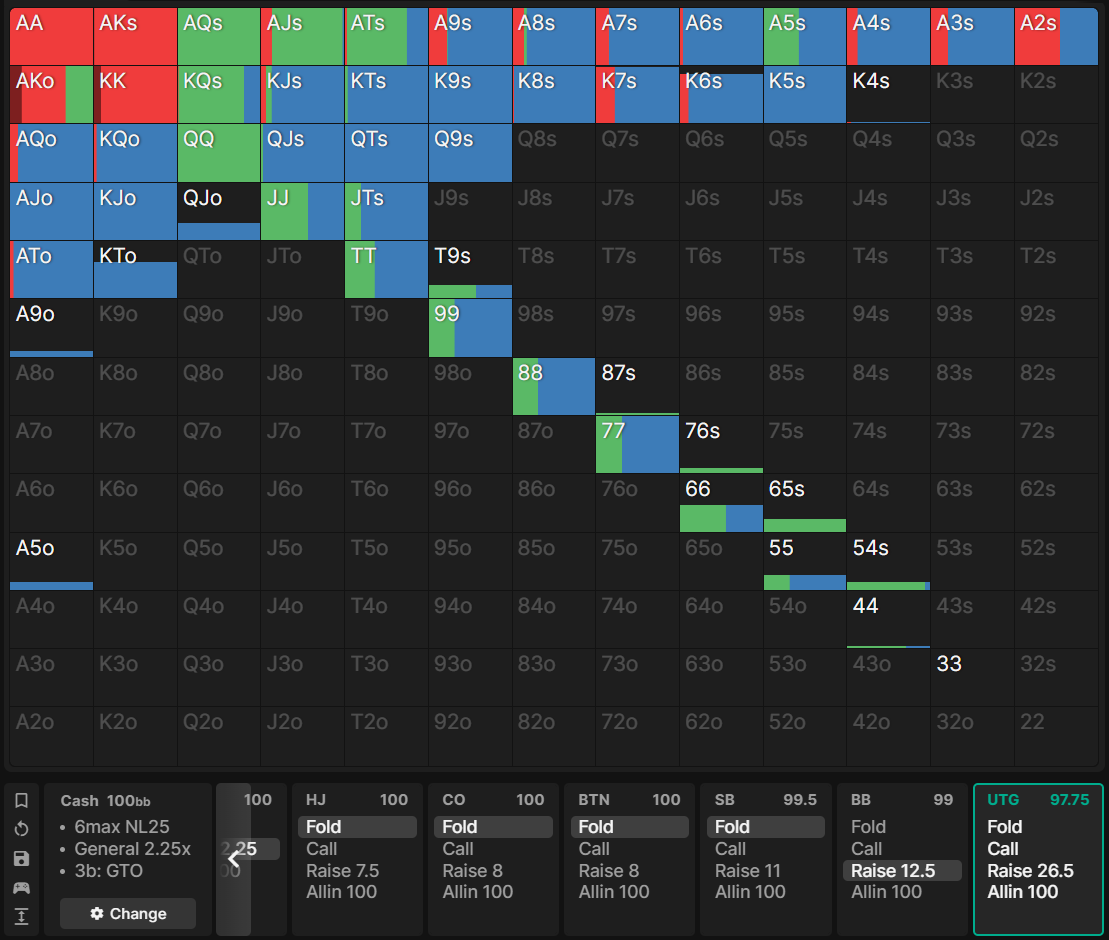 AA AKs AQs AJs ATs A9s A8s A7s A6s A5s A4s A3s A2s
AKo KK KQs KJs KTs K9s K8s K7s K6s K5s K4s K3s K2s
AQo KQo QQ QJs QTs Q9s Q8s Q7s Q6s Q5s Q4s Q3s Q2s
AJo KJo QJo JJ JTs J9s J8s J7s J6s J5s J4s J3s J2s
ATo KTo QTo JTo TT T9s T8s T7s T6s T5s T4s T3s T2s
A9o K9o Q9o J9o T9o 99 98s 97s 96s 95s 94s 93s 92s
A8o K8o Q8o J8o T8o 98o 88 87s 86s 85s 84s 83s 82s
A7o K7o Q7o J7o T7o 97o 87o 77 76s 75s 74s 73s 72s
A6o K6o Q6o J6o T6o 96o 86o 76o 66 65s 64s 63s 62s
A5o K5o Q5o J5o T5o 95o 85o 75o 65o 55 54s 53s 52s
A4o K4o Q4o J4o T4o 94o 84o 74o 64o 54o 44 43s 42s
A3o K3o Q3o J3o T3o 93o 83o 73o 63o 53o 43o 33 32s
A2o K2o Q2o J2o T2o 92o 82o 72o 62o 52o 42o 32o 22
Cash 100bb
• 6max NL25
• General 2.25x
• 3b: GTO
Change
100
2.25
00
HJ 100
Fold
Call
Raise 7.5
Allin 100
CO 100
Fold
Call
Raise 8
Allin 100
BTN 100
Fold
Call
Raise 8
Allin 100
SB 99.5
Fold
Call
Raise 11
Allin 100
BB 99
Fold
Call
Raise 12.5
Allin 100
UTG 97.75
Fold
Call
Raise 26.5
Allin 100